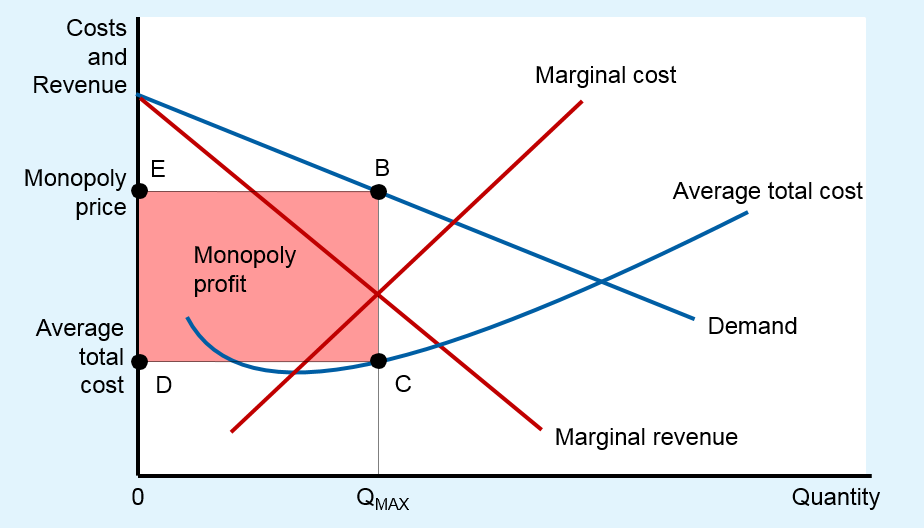 Costs
and
Revenue
Marginal cost
E
B
Monopoly
price
Average total cost
Monopoly
profit
Average
total
cost
Demand
D
C
Marginal revenue
0
QMAX
Quantity